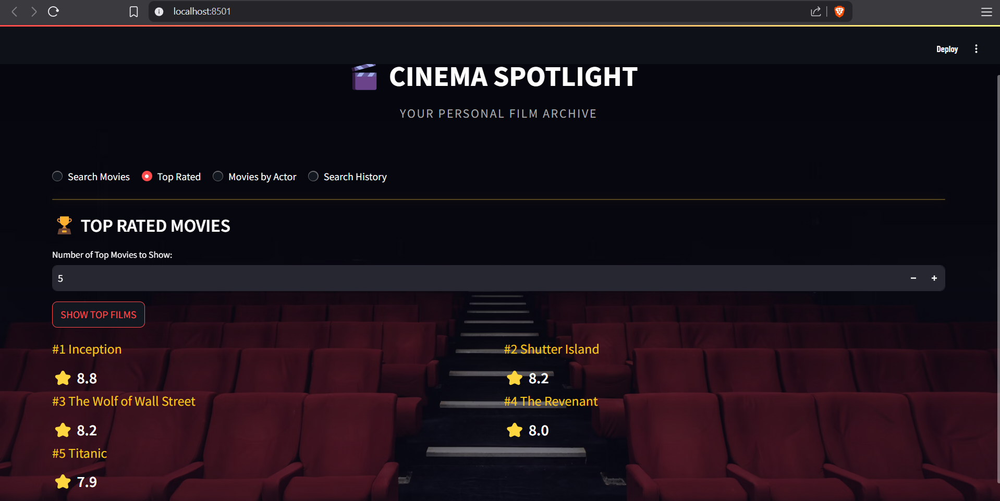 localhost:8501
Deploy
CINEMA SPOTLIGHT
YOUR PERSONAL FILM ARCHIVE
Search Movies Top Rated Movies by Actor Search History
TOP RATED MOVIES
Number of Top Movies to Show:
5
SHOW TOP FILMS
#1 Inception #2 Shutter Island
8.8 8.2
#3 The Wolf of Wall Street #4 The Revenant
8.2 8.0
#5 Titanic
7.9